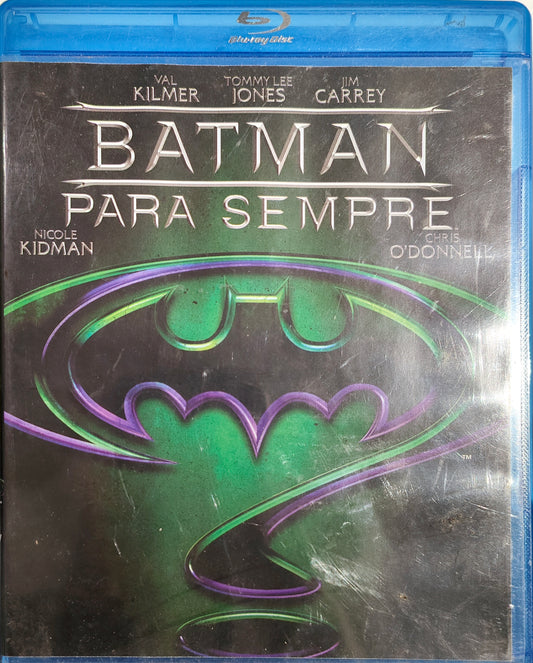 Blu-ray Disc
VAL KILMER
TOMMY LEE JONES
JIM CARREY
BATMAN
PARA SEMPRE
NICOLE KIDMAN
CHRIS O'DONNELL
TM